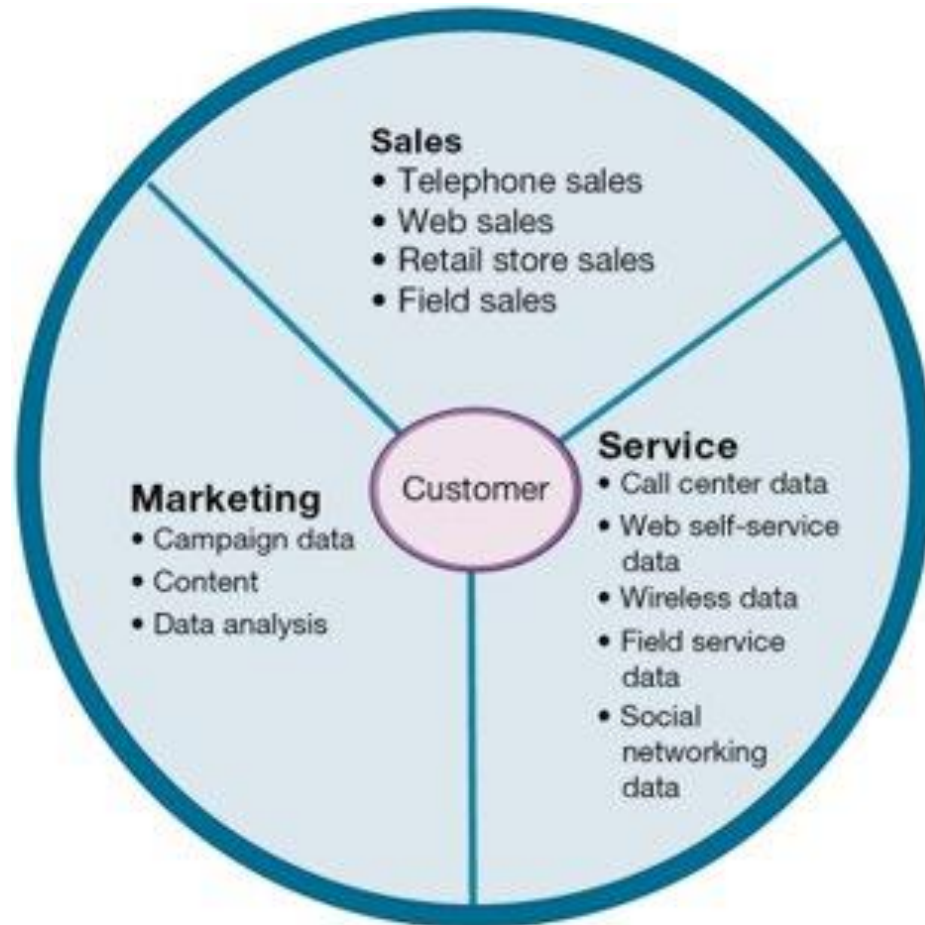 Sales
• Telephone sales
• Web sales
• Retail store sales
• Field sales
Customer
Marketing
• Campaign data
• Content
• Data analysis
Service
• Call center data
• Web self-service
data
• Wireless data
• Field service
data
• Social
networking
data